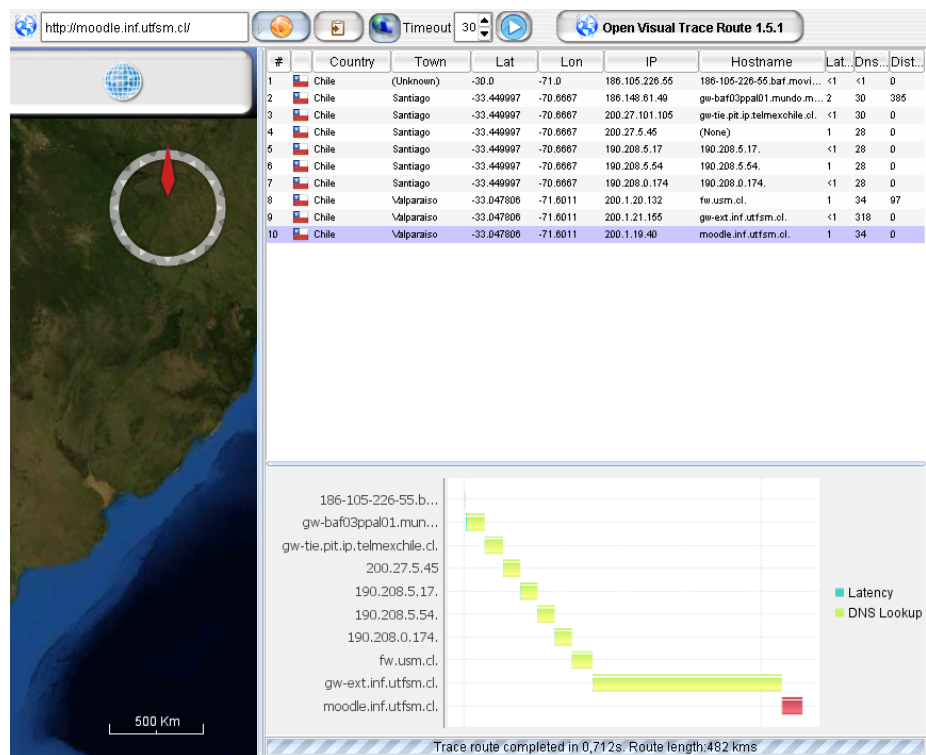 http://moodle.inf.utfsm.cl/ Timeout 30 Open Visual Trace Route 1.5.1
# Country Town Lat Lon IP Hostname Lat... Dns... Dist...
1 Chile (Unknown) -30.0 -71.0 186.105.226.55 186-105-226-55.baf.movi... <1 <1 0
2 Chile Santiago -33.449997 -70.6667 186.148.61.49 gw-baf03ppal01.mundo.m... 2 30 385
3 Chile Santiago -33.449997 -70.6667 200.27.101.105 gw-tie.pit.ip.telmexchile.cl. <1 30 0
4 Chile Santiago -33.449997 -70.6667 200.27.5.45 (None) 1 28 0
5 Chile Santiago -33.449997 -70.6667 190.208.5.17 190.208.5.17. <1 28 0
6 Chile Santiago -33.449997 -70.6667 190.208.5.54 190.208.5.54. 1 28 0
7 Chile Santiago -33.449997 -70.6667 190.208.0.174 190.208.0.174. <1 28 0
8 Chile Valparaiso -33.047806 -71.6011 200.1.20.132 fw.usm.cl. 1 34 97
9 Chile Valparaiso -33.047806 -71.6011 200.1.21.155 gw-ext.inf.utfsm.cl. <1 318 0
10 Chile Valparaiso -33.047806 -71.6011 200.1.19.40 moodle.inf.utfsm.cl. 1 34 0
186-105-226-55.b...
gw-baf03ppal01.mun...
gw-tie.pit.ip.telmexchile.cl.
200.27.5.45
190.208.5.17.
190.208.5.54.
190.208.0.174.
fw.usm.cl.
gw-ext.inf.utfsm.cl.
moodle.inf.utfsm.cl.
Latency
DNS Lookup
500 Km
Trace route completed in 0,712s. Route length:482 kms